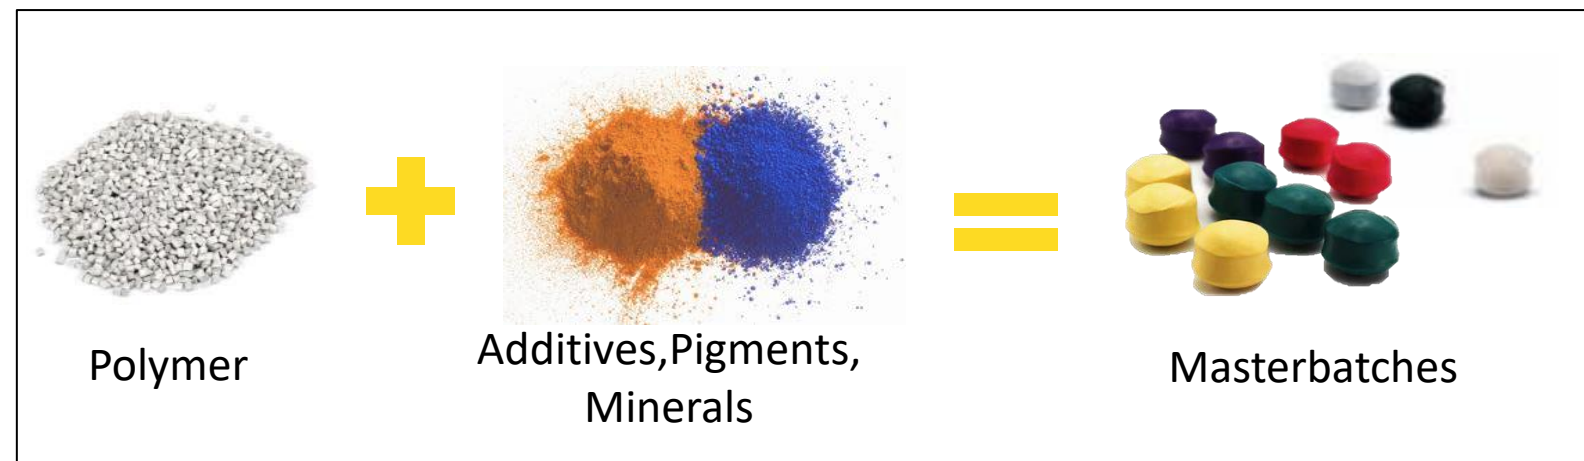 Polymer
Additives,Pigments,
Minerals
Masterbatches